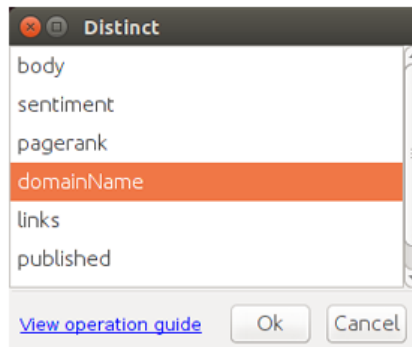 Distinct
body
sentiment
pagerank
domainName
links
published
View operation guide Ok Cancel